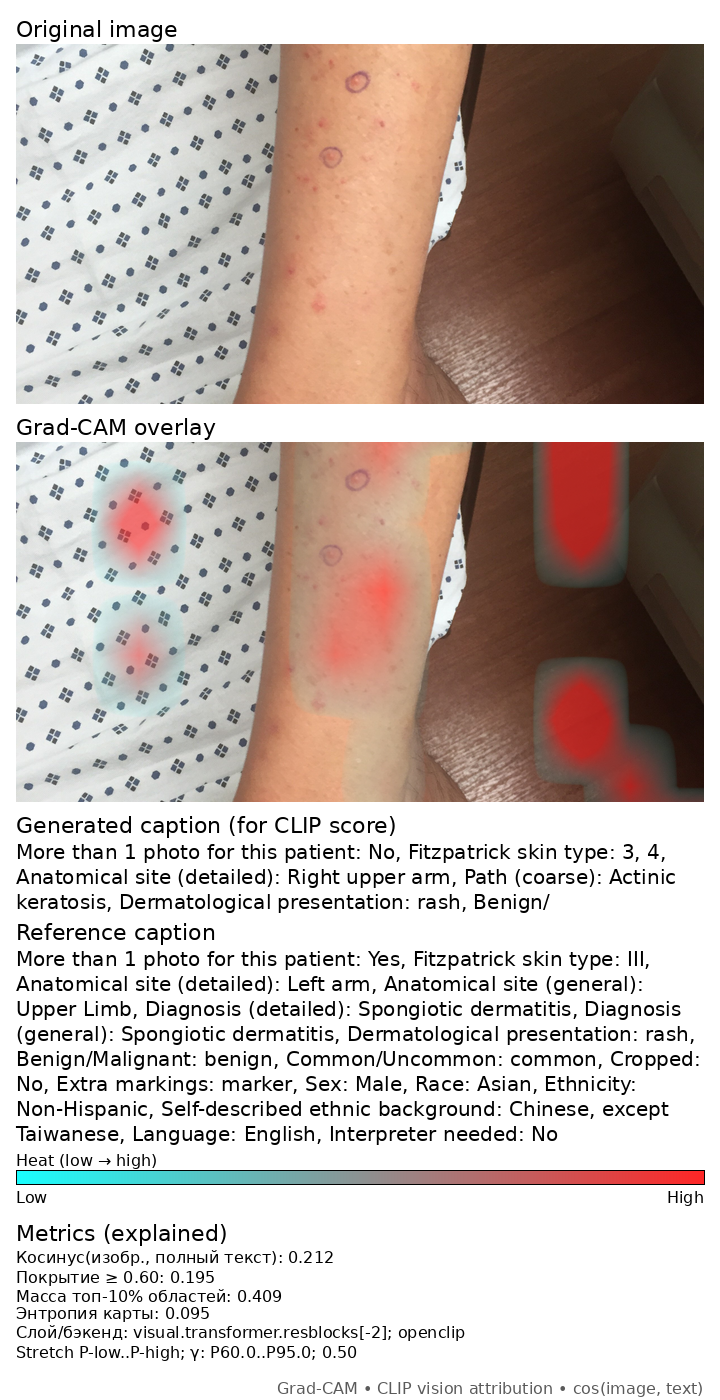 Original image
Grad-CAM overlay
Generated caption (for CLIP score)
More than 1 photo for this patient: No, Fitzpatrick skin type: 3, 4,
Anatomical site (detailed): Right upper arm, Path (coarse): Actinic
keratosis, Dermatological presentation: rash, Benign/
Reference caption
More than 1 photo for this patient: Yes, Fitzpatrick skin type: III,
Anatomical site (detailed): Left arm, Anatomical site (general):
Upper Limb, Diagnosis (detailed): Spongiotic dermatitis, Diagnosis
(general): Spongiotic dermatitis, Dermatological presentation: rash,
Benign/Malignant: benign, Common/Uncommon: common, Cropped:
No, Extra markings: marker, Sex: Male, Race: Asian, Ethnicity:
Non-Hispanic, Self-described ethnic background: Chinese, except
Taiwanese, Language: English, Interpreter needed: No
Heat (low → high)
Low High
Metrics (explained)
Косинус(изобр., полный текст): 0.212
Покрытие ≥ 0.60: 0.195
Масса топ-10% областей: 0.409
Энтропия карты: 0.095
Слой/бэкенд: visual.transformer.resblocks[-2]; openclip
Stretch P-low..P-high; γ: P60.0..P95.0; 0.50
Grad-CAM • CLIP vision attribution • cos(image, text)